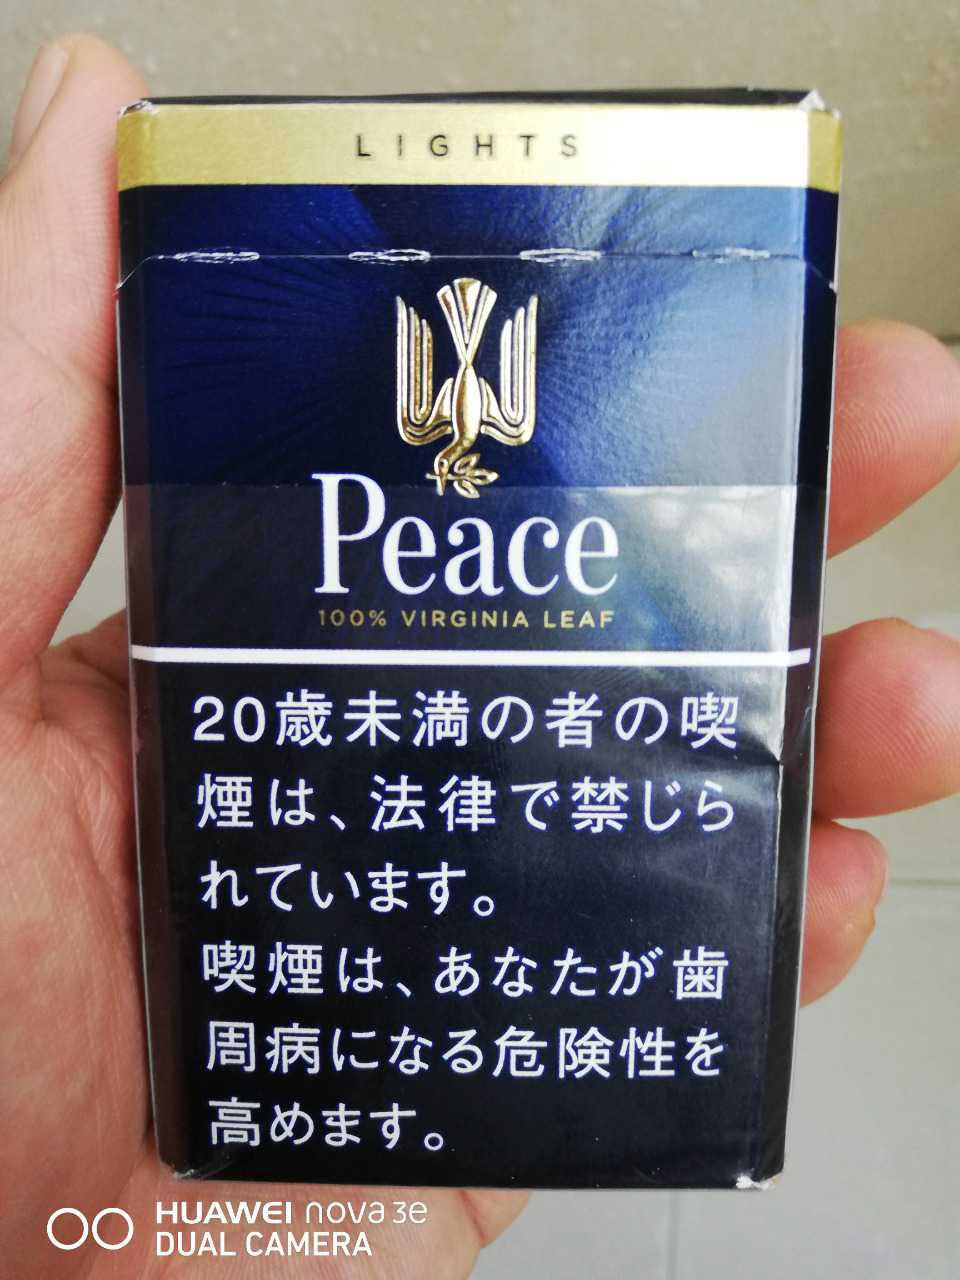 LIGHTS
Peace
100% VIRGINIA LEAF
20歳未満の者の喫
煙は、法律で禁じら
れています。
喫煙は、あなたが歯
周病になる危険性を
高めます。
HUAWEI nova 3e
DUAL CAMERA